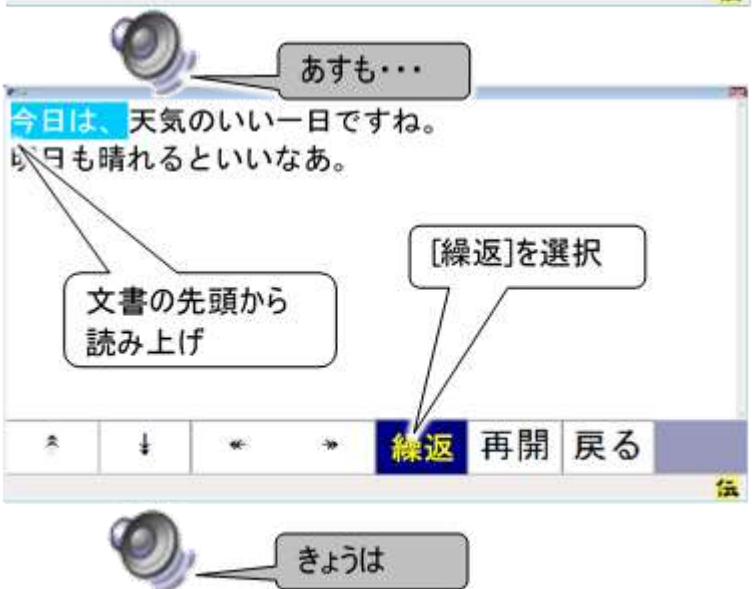 伝
あすも・・・
今日は、天気のいい一日ですね。
明日も晴れるといいなあ。
[繰返]を選択
文書の先頭から
読み上げ
繰返 再開 戻る
伝
きょうは